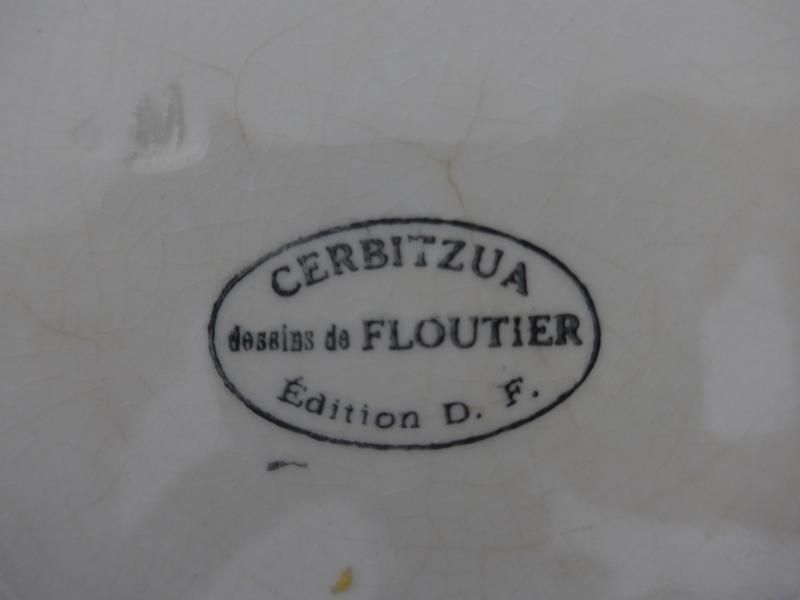 CERBITZUA
dessins de FLOUTIER
Édition D. F.